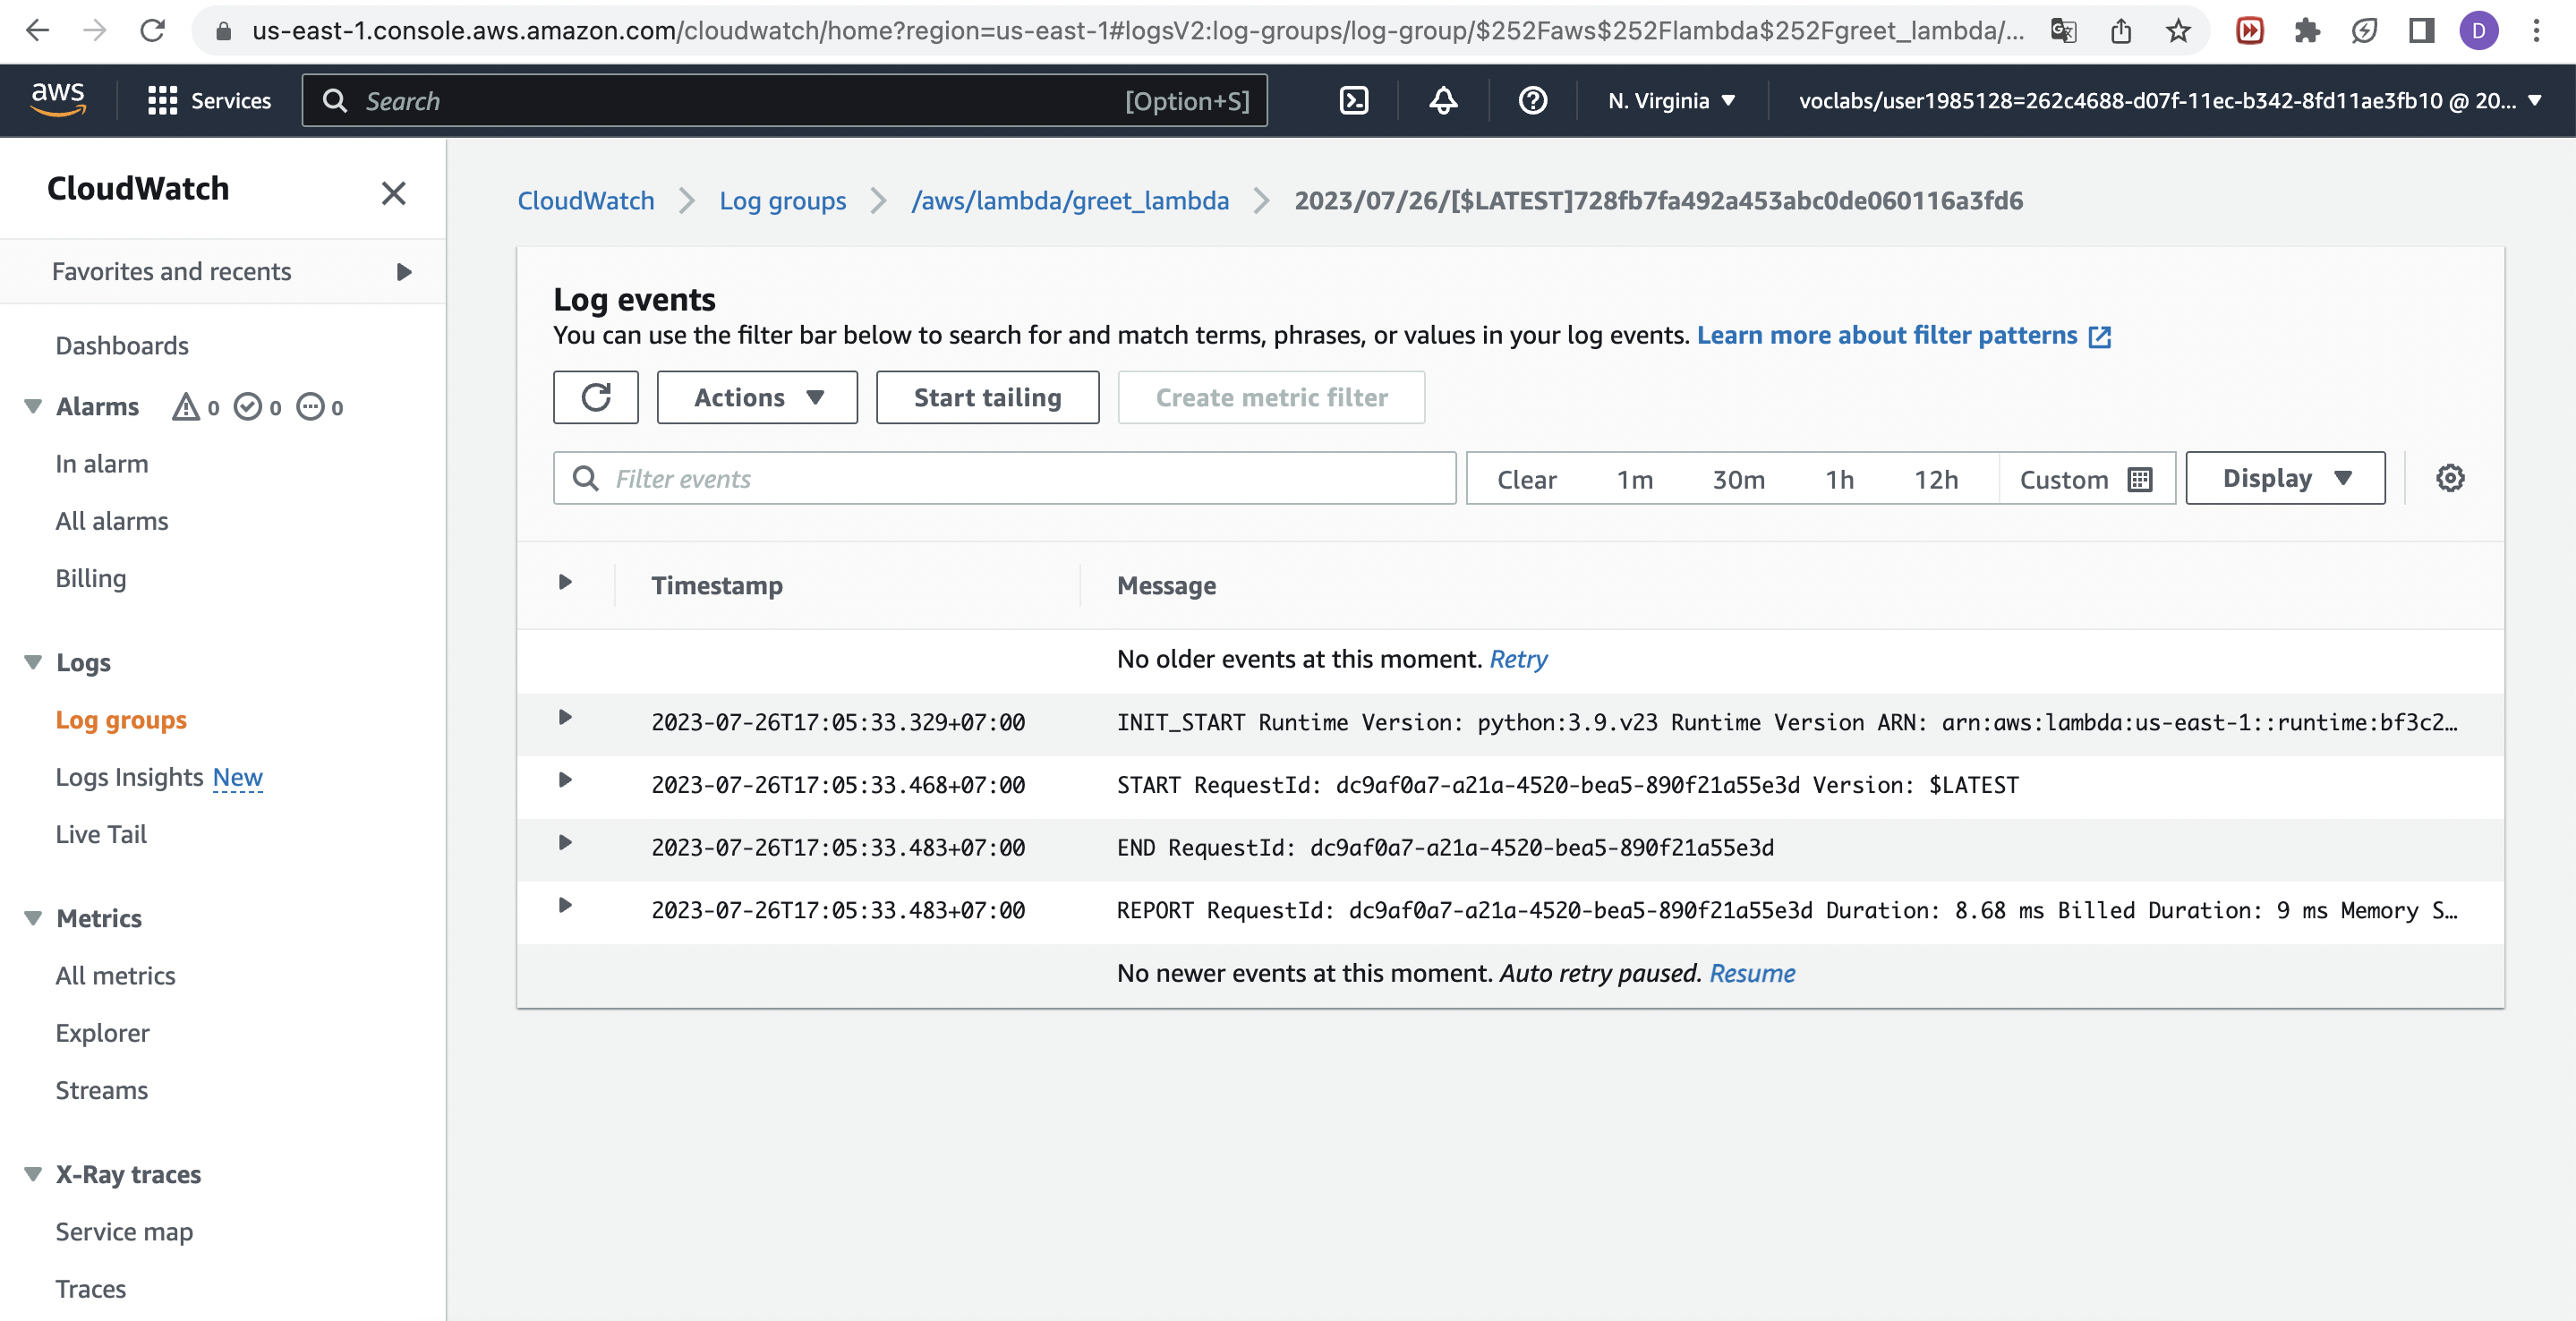 us-east-1.console.aws.amazon.com/cloudwatch/home?region=us-east-1#logsV2:log-groups/log-group/$252Faws$252Flambda$252Fgreet_lambda/...
D
aws
Services
Search
[Option+S]
N. Virginia
voclabs/user1985128=262c4688-d07f-11ec-b342-8fd11ae3fb10 @ 20...
CloudWatch
Favorites and recents
Dashboards
Alarms 0 0 0
In alarm
All alarms
Billing
Logs
Log groups
Logs Insights New
Live Tail
Metrics
All metrics
Explorer
Streams
X-Ray traces
Service map
Traces
CloudWatch
Log groups
/aws/lambda/greet_lambda
2023/07/26/[$LATEST]728fb7fa492a453abc0de060116a3fd6
Log events
You can use the filter bar below to search for and match terms, phrases, or values in your log events. Learn more about filter patterns
Actions
Start tailing
Create metric filter
Filter events
Clear
1m
30m
1h
12h
Custom
Display
Timestamp
Message
No older events at this moment. Retry
2023-07-26T17:05:33.329+07:00 INIT_START Runtime Version: python:3.9.v23 Runtime Version ARN: arn:aws:lambda:us-east-1::runtime:bf3c2...
2023-07-26T17:05:33.468+07:00 START RequestId: dc9af0a7-a21a-4520-bea5-890f21a55e3d Version: $LATEST
2023-07-26T17:05:33.483+07:00 END RequestId: dc9af0a7-a21a-4520-bea5-890f21a55e3d
2023-07-26T17:05:33.483+07:00 REPORT RequestId: dc9af0a7-a21a-4520-bea5-890f21a55e3d Duration: 8.68 ms Billed Duration: 9 ms Memory S...
No newer events at this moment. Auto retry paused. Resume